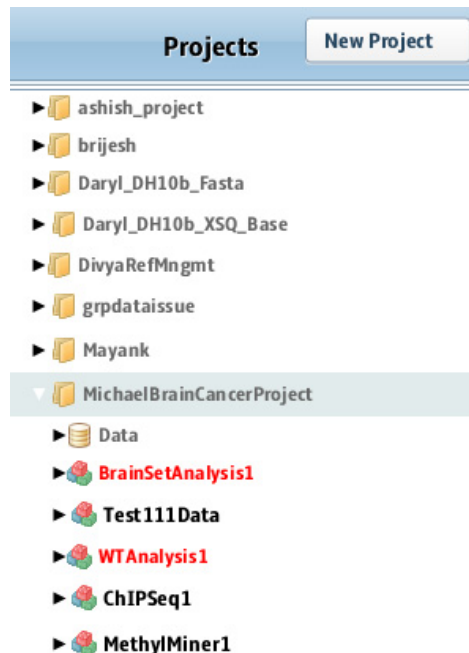 Projects
New Project
ashish_project
brijesh
Daryl_DH10b_Fasta
Daryl_DH10b_XSQ_Base
DivyaRefMngmt
grpdataissue
Mayank
MichaelBrainCancerProject
Data
BrainSetAnalysis1
Test111Data
WTAnalysis1
ChIPSeq1
MethylMiner1